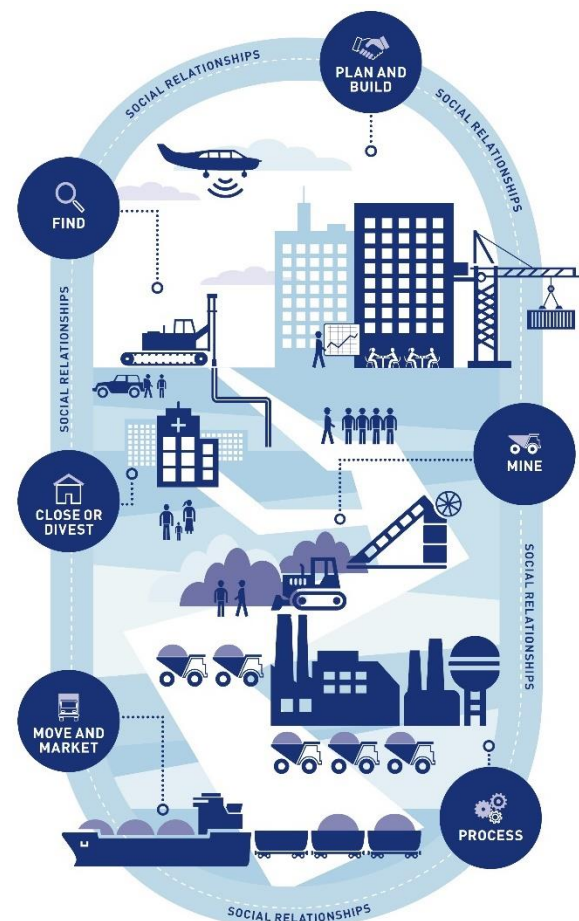 SOCIAL RELATIONSHIPS
PLAN AND
BUILD
SOCIAL RELATIONSHIPS
FIND
SOCIAL RELATIONSHIPS
MINE
CLOSE OR
DIVEST
SOCIAL RELATIONSHIPS
MOVE AND
MARKET
PROCESS
SOCIAL RELATIONSHIPS